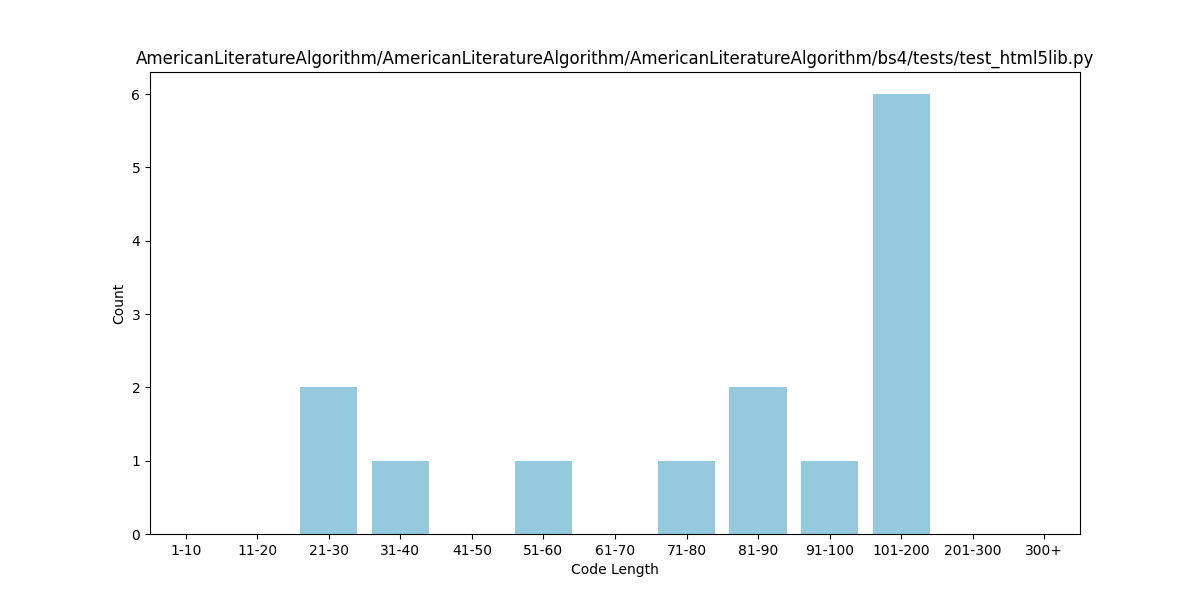 AmericanLiteratureAlgorithm/AmericanLiteratureAlgorithm/AmericanLiteratureAlgorithm/bs4/tests/test_html5lib.py
6
5
4
3
2
1
0
Count
1-10 11-20 21-30 31-40 41-50 51-60 61-70 71-80 81-90 91-100 101-200 201-300 300+
Code Length